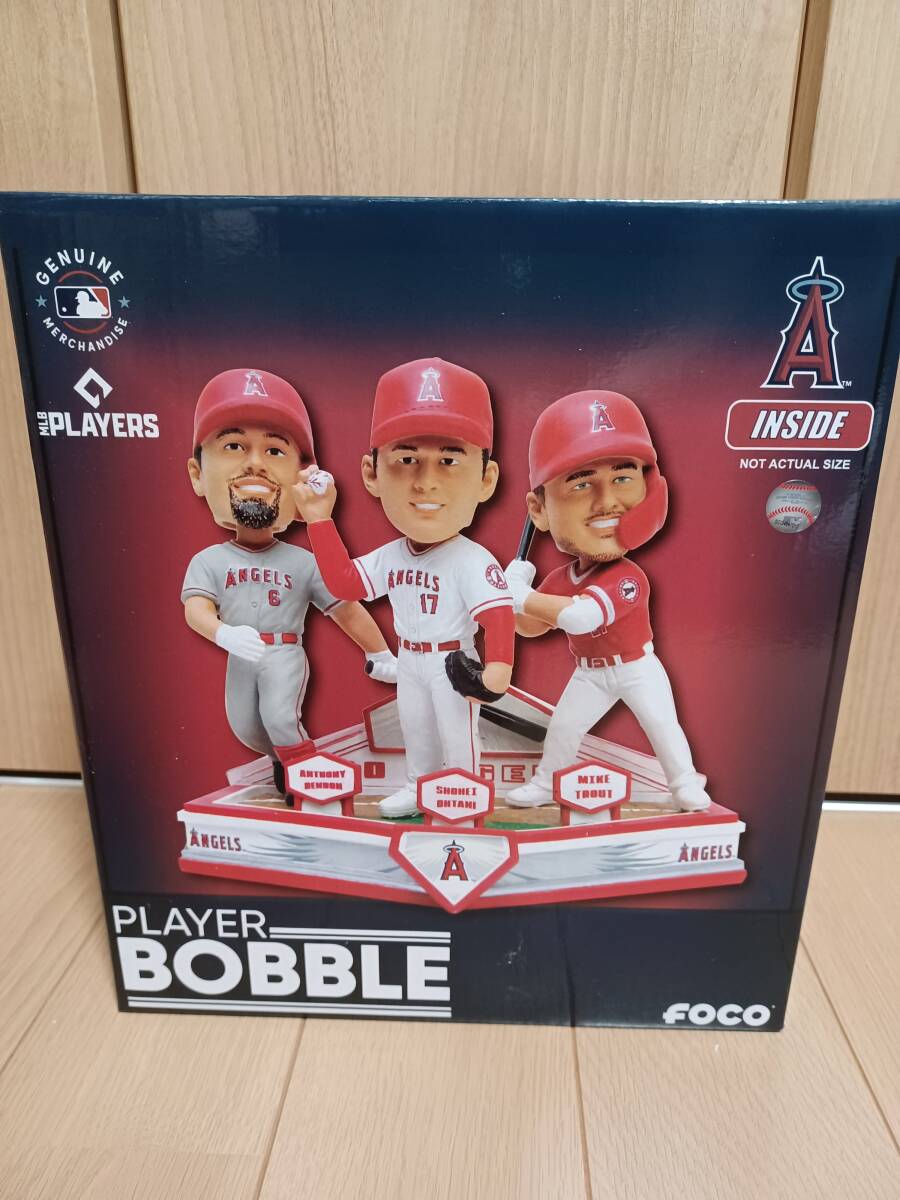 GENUINE
MERCHANDISE
MLB
PLAYERS
A
TM
INSIDE
NOT ACTUAL SIZE
A
A
A
ANGELS
6
ANGELS
17
ANTHONY
RENDON
SHOHEI
OHTANI
MIKE
TROUT
ANGELS
A
ANGELS
PLAYER
BOBBLE
FOCO